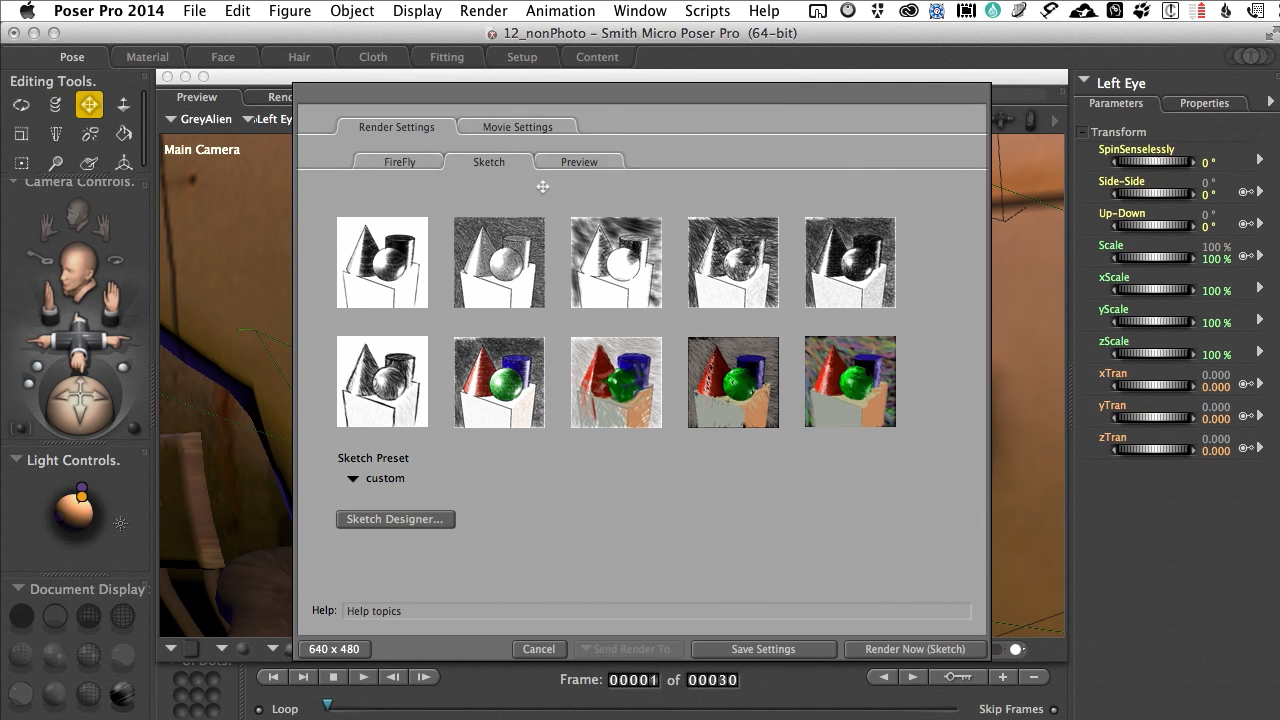 Poser Pro 2014 File Edit Figure Object Display Render Animation Window Scripts Help
12_nonPhoto - Smith Micro Poser Pro (64-bit)
Pose Material Face Hair Cloth Fitting Setup Content
Editing Tools.
Camera Controls.
Light Controls.
Document Display
Preview
GreyAlien
Main Camera
Render Settings Movie Settings
FireFly Sketch Preview
Sketch Preset
custom
Sketch Designer...
Help: Help topics
640 x 480 Cancel Send Render To Save Settings Render Now (Sketch)
Frame: 00001 of 00030
Loop
Skip Frames
Left Eye
Parameters Properties
Transform
SpinSenselessly
0 °
Side-Side 0 °
0 °
Up-Down 0 °
0 °
Scale 100 %
100 %
xScale
100 %
yScale
100 %
zScale
100 %
xTran 0.000
0.000
yTran 0.000
0.000
zTran 0.000
0.000